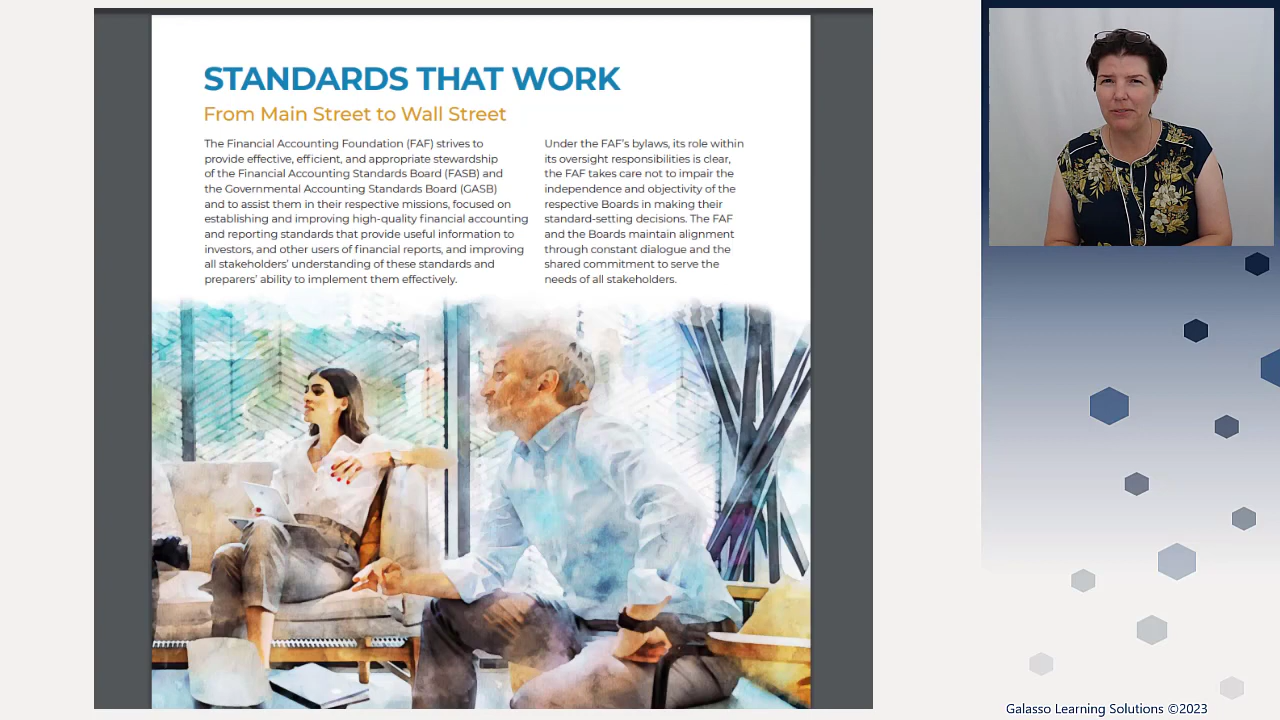 STANDARDS THAT WORK
From Main Street to Wall Street
The Financial Accounting Foundation (FAF) strives to
provide effective, efficient, and appropriate stewardship
of the Financial Accounting Standards Board (FASB) and
the Governmental Accounting Standards Board (GASB)
and to assist them in their respective missions, focused on
establishing and improving high-quality financial accounting
and reporting standards that provide useful information to
investors, and other users of financial reports, and improving
all stakeholders’ understanding of these standards and
preparers’ ability to implement them effectively.
Under the FAF’s bylaws, its role within
its oversight responsibilities is clear,
the FAF takes care not to impair the
independence and objectivity of the
respective Boards in making their
standard-setting decisions. The FAF
and the Boards maintain alignment
through constant dialogue and the
shared commitment to serve the
needs of all stakeholders.
Galasso Learning Solutions ©2023